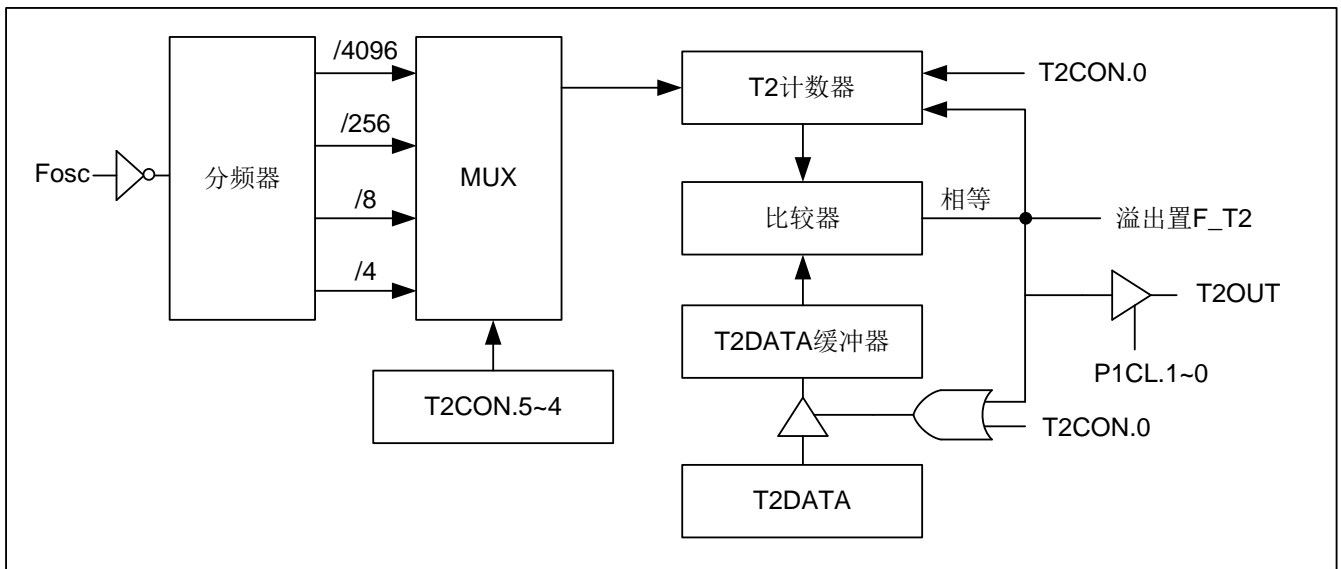 /4096
/256
/8
/4
Fosc
分频器
MUX
T2CON.5~4
T2计数器
T2CON.0
比较器
相等
溢出置F_T2
T2OUT
T2DATA缓冲器
P1CL.1~0
T2CON.0
T2DATA